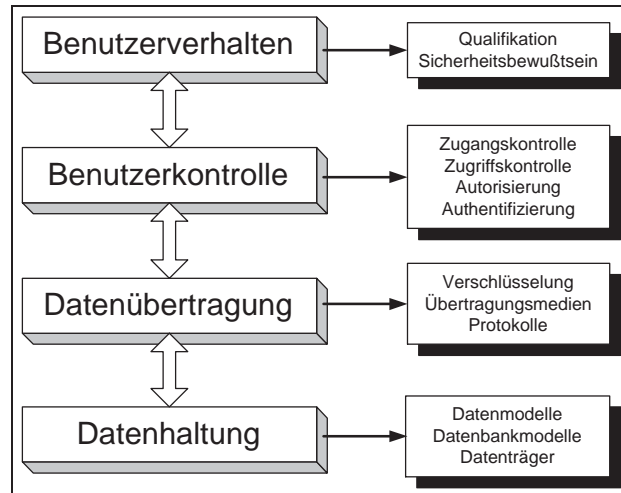 Benutzerverhalten
Qualifikation
Sicherheitsbewußtsein
Benutzerkontrolle
Zugangskontrolle
Zugriffskontrolle
Autorisierung
Authentifizierung
Datenübertragung
Verschlüsselung
Übertragungsmedien
Protokolle
Datenhaltung
Datenmodelle
Datenbankmodelle
Datenträger